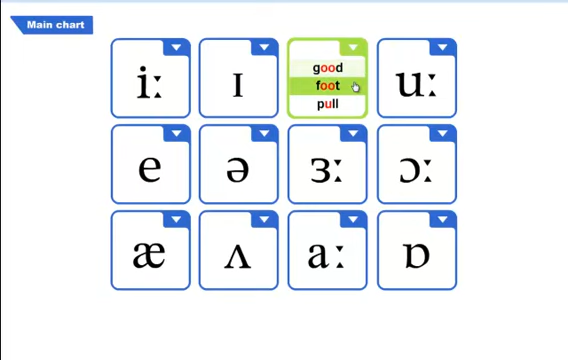 Main chart
iː ɪ good uː
foot
pull
e ə ɜː ɔː
æ ʌ aː ɒ